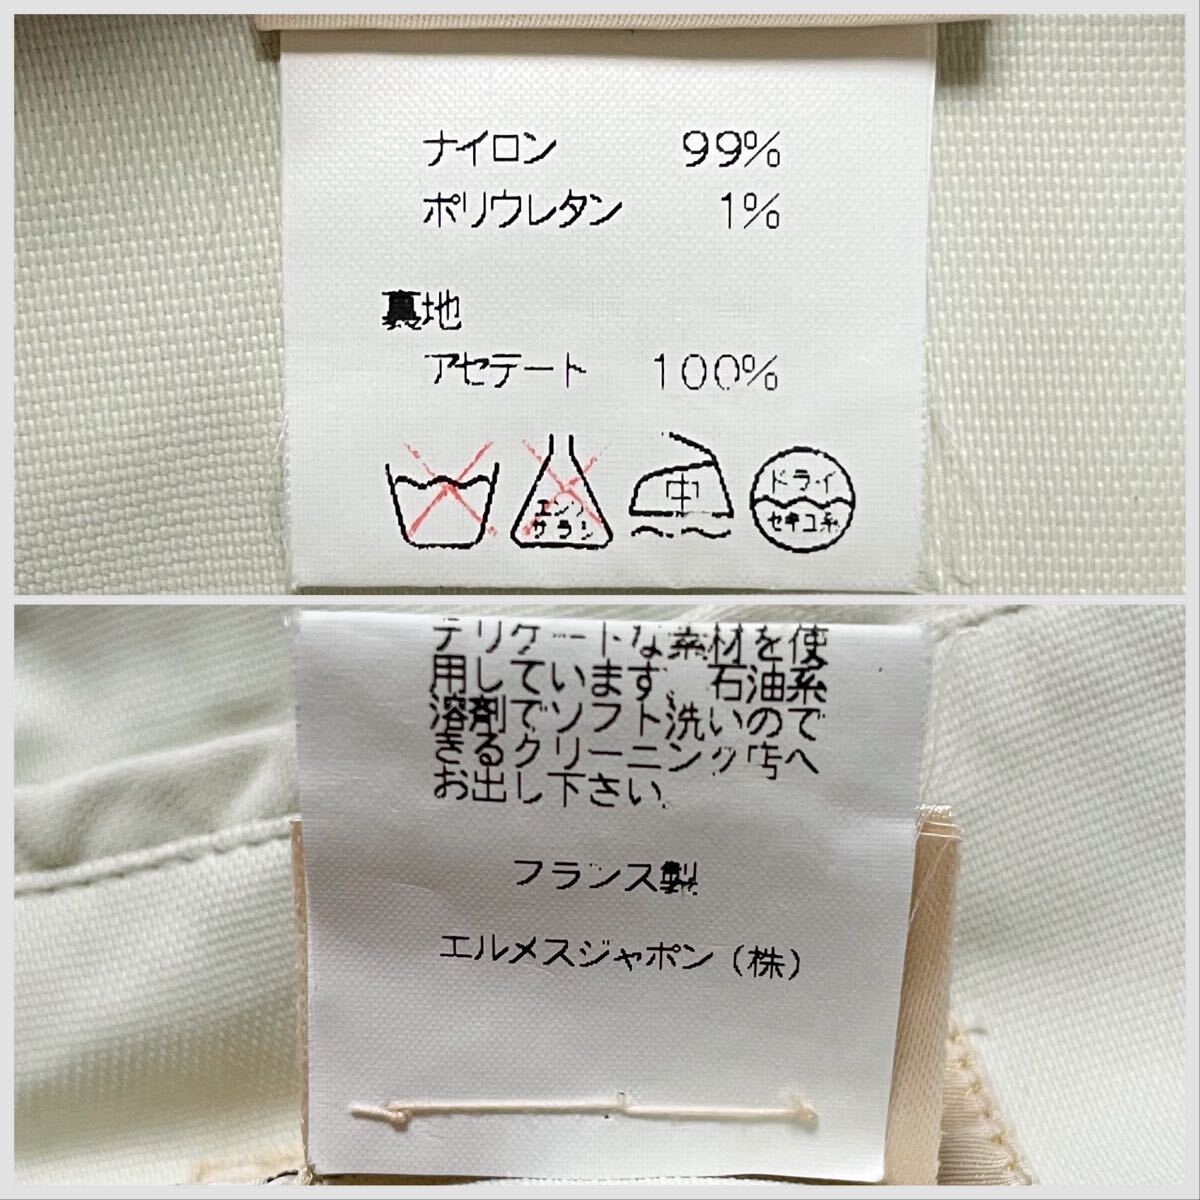 ナイロン 99%
ポリウレタン 1%
裏地
アセテート 100%
エンソ
サラシ
中
ドライ
セキユ系
デリケートな素材を使
用しています。石油系
溶剤でソフト洗いので
きるクリーニング店へ
お出し下さい。
フランス製
エルメスジャポン(株)